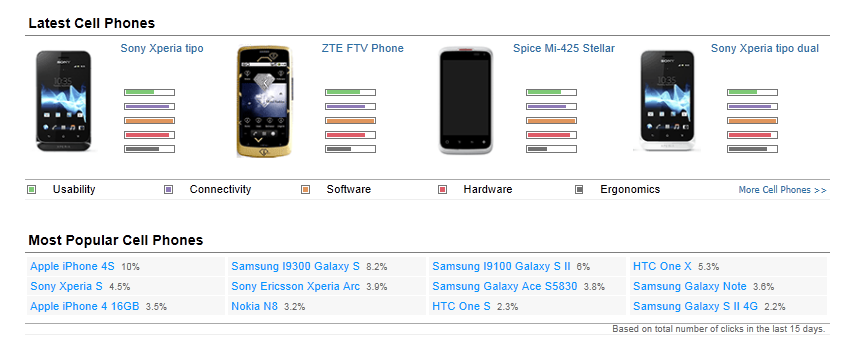 Latest Cell Phones
Sony Xperia tipo
ZTE FTV Phone
Spice Mi-425 Stellar
Sony Xperia tipo dual
SONY
SONY
Usability
Connectivity
Software
Hardware
Ergonomics
More Cell Phones >>
Most Popular Cell Phones
Apple iPhone 4S 10% Samsung I9300 Galaxy S 8.2% Samsung I9100 Galaxy S II 6% HTC One X 5.3%
Sony Xperia S 4.5% Sony Ericsson Xperia Arc 3.9% Samsung Galaxy Ace S5830 3.8% Samsung Galaxy Note 3.6%
Apple iPhone 4 16GB 3.5% Nokia N8 3.2% HTC One S 2.3% Samsung Galaxy S II 4G 2.2%
Based on total number of clicks in the last 15 days.